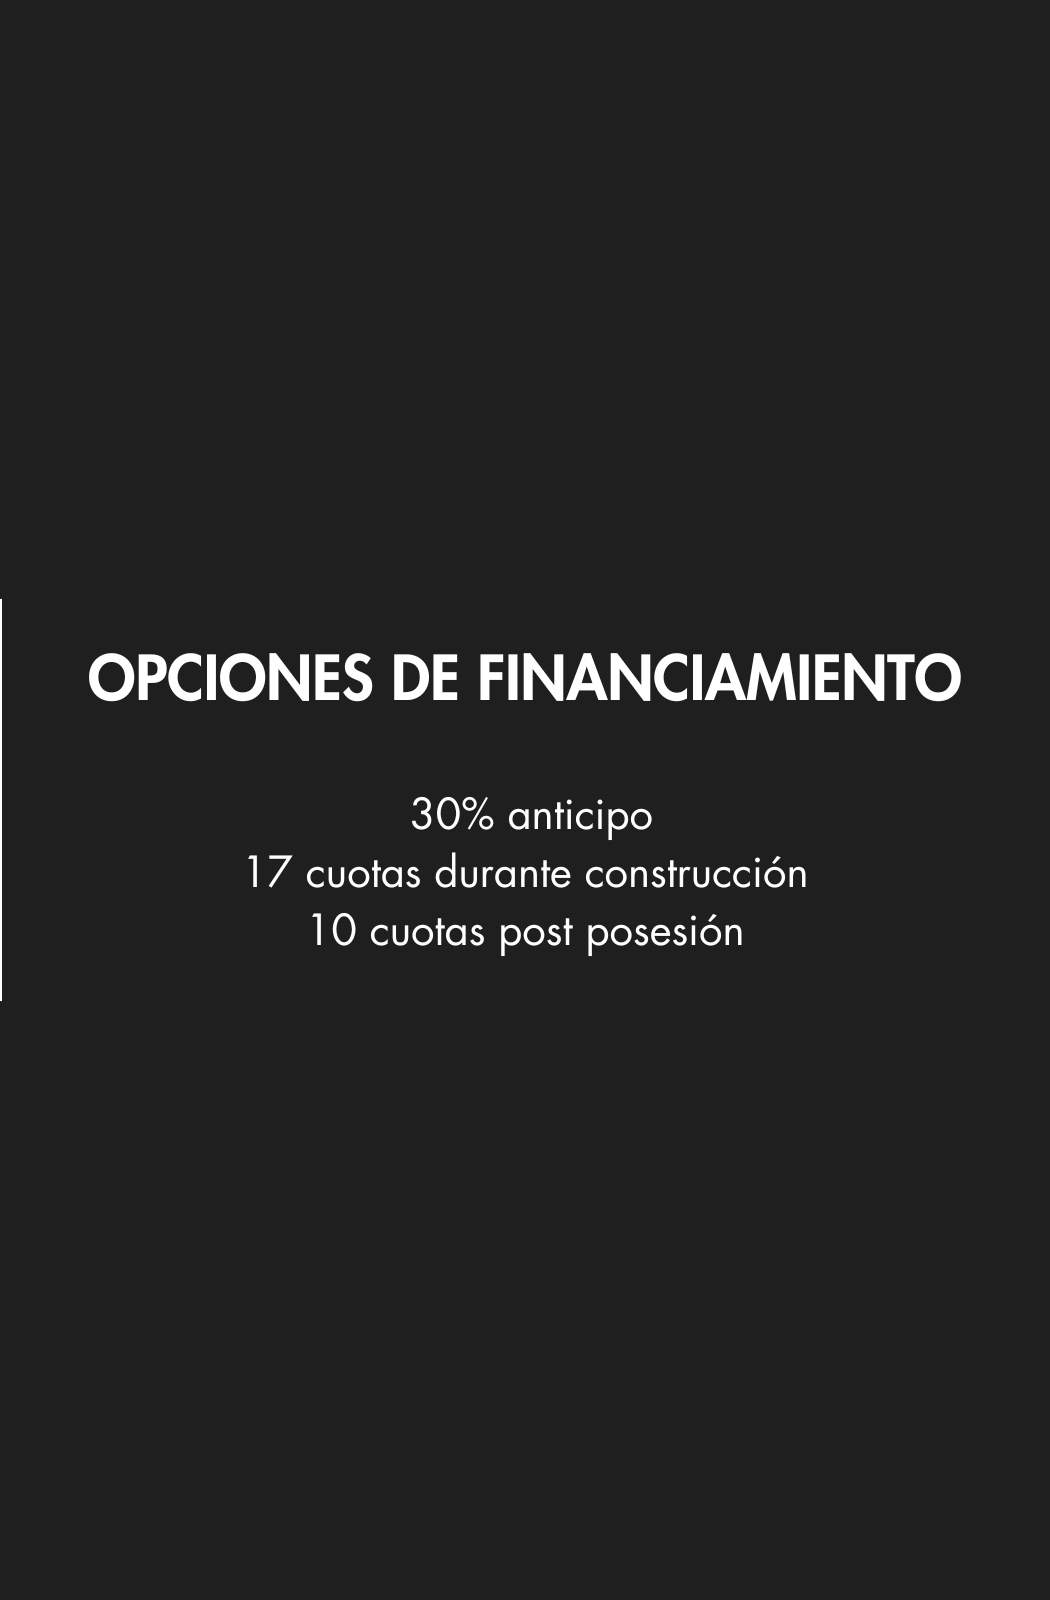 OPCIONES DE FINANCIAMIENTO
30% anticipo
17 cuotas durante construcción
10 cuotas post posesión